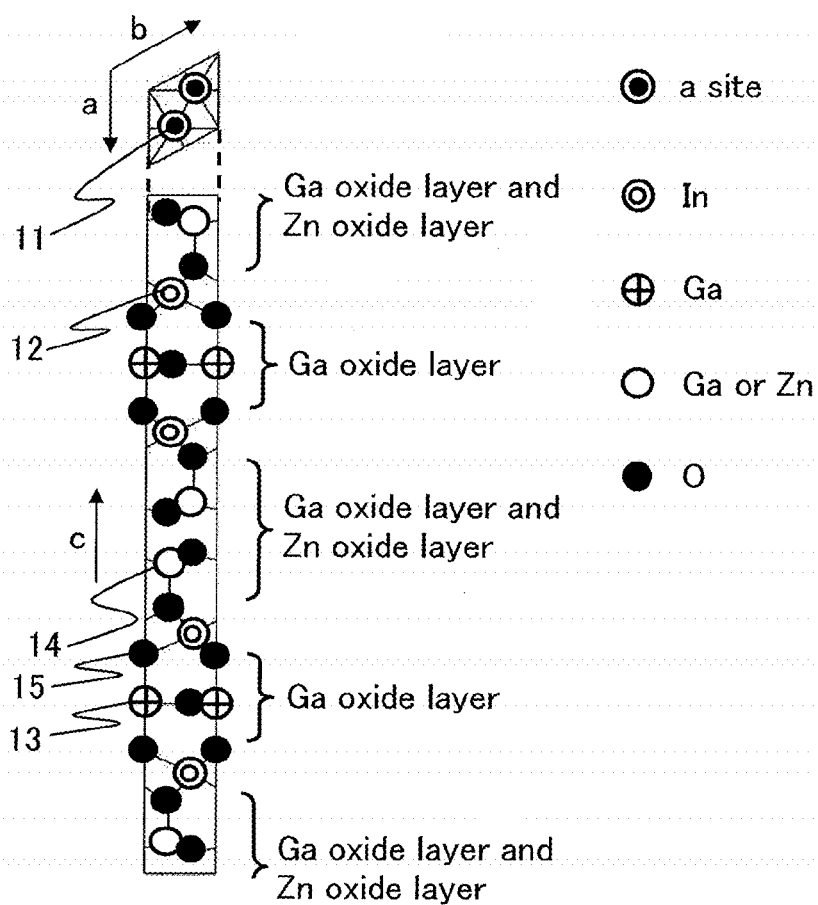 b
a
11
Ga oxide layer and
Zn oxide layer
12
Ga oxide layer
c
Ga oxide layer and
Zn oxide layer
14
15
13
Ga oxide layer
Ga oxide layer and
Zn oxide layer
a site
In
Ga
Ga or Zn
O